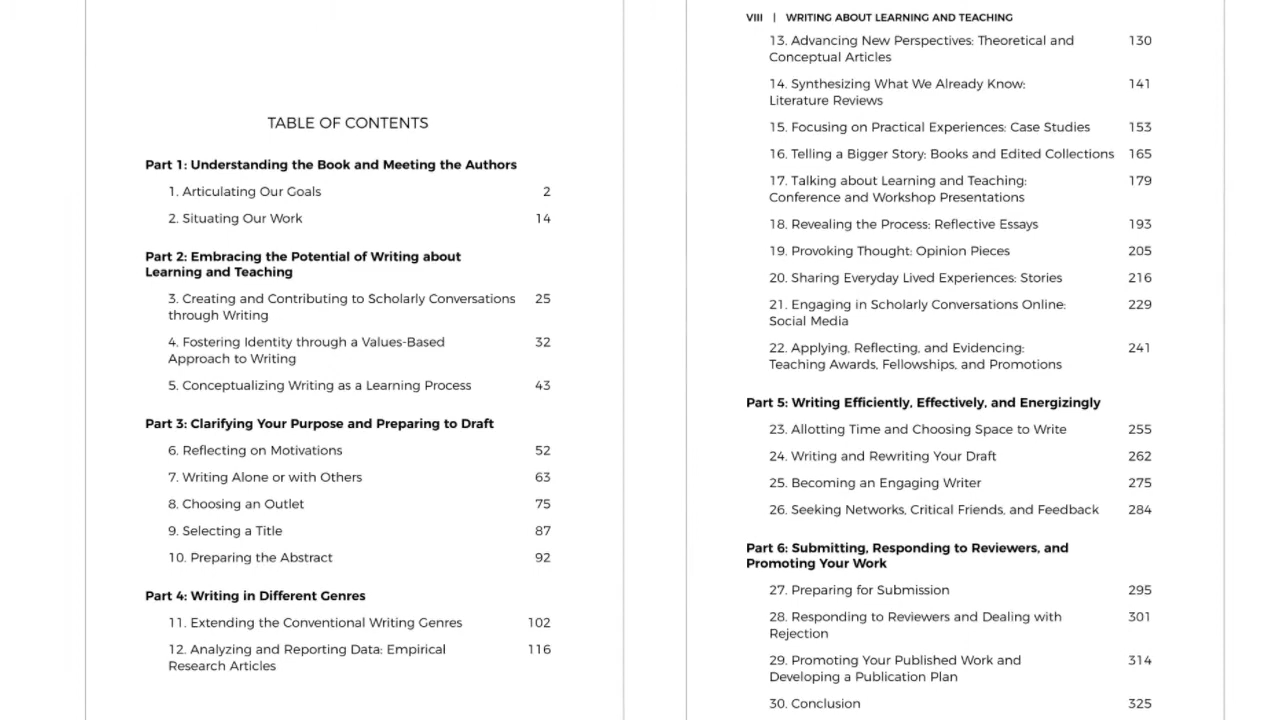 TABLE OF CONTENTS
Part 1: Understanding the Book and Meeting the Authors
1. Articulating Our Goals 2
2. Situating Our Work 14
Part 2: Embracing the Potential of Writing about
Learning and Teaching
3. Creating and Contributing to Scholarly Conversations 25
through Writing
4. Fostering Identity through a Values-Based 32
Approach to Writing
5. Conceptualizing Writing as a Learning Process 43
Part 3: Clarifying Your Purpose and Preparing to Draft
6. Reflecting on Motivations 52
7. Writing Alone or with Others 63
8. Choosing an Outlet 75
9. Selecting a Title 87
10. Preparing the Abstract 92
Part 4: Writing in Different Genres
11. Extending the Conventional Writing Genres 102
12. Analyzing and Reporting Data: Empirical 116
Research Articles
VIII | WRITING ABOUT LEARNING AND TEACHING
13. Advancing New Perspectives: Theoretical and 130
Conceptual Articles
14. Synthesizing What We Already Know: 141
Literature Reviews
15. Focusing on Practical Experiences: Case Studies 153
16. Telling a Bigger Story: Books and Edited Collections 165
17. Talking about Learning and Teaching: 179
Conference and Workshop Presentations
18. Revealing the Process: Reflective Essays 193
19. Provoking Thought: Opinion Pieces 205
20. Sharing Everyday Lived Experiences: Stories 216
21. Engaging in Scholarly Conversations Online: 229
Social Media
22. Applying, Reflecting, and Evidencing: 241
Teaching Awards, Fellowships, and Promotions
Part 5: Writing Efficiently, Effectively, and Energizingly
23. Allotting Time and Choosing Space to Write 255
24. Writing and Rewriting Your Draft 262
25. Becoming an Engaging Writer 275
26. Seeking Networks, Critical Friends, and Feedback 284
Part 6: Submitting, Responding to Reviewers, and
Promoting Your Work
27. Preparing for Submission 295
28. Responding to Reviewers and Dealing with 301
Rejection
29. Promoting Your Published Work and 314
Developing a Publication Plan
30. Conclusion 325